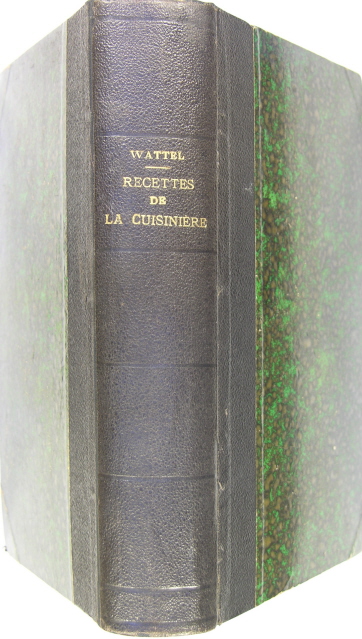 WATTEL
RECETTES
DE
LA CUISINIÈRE